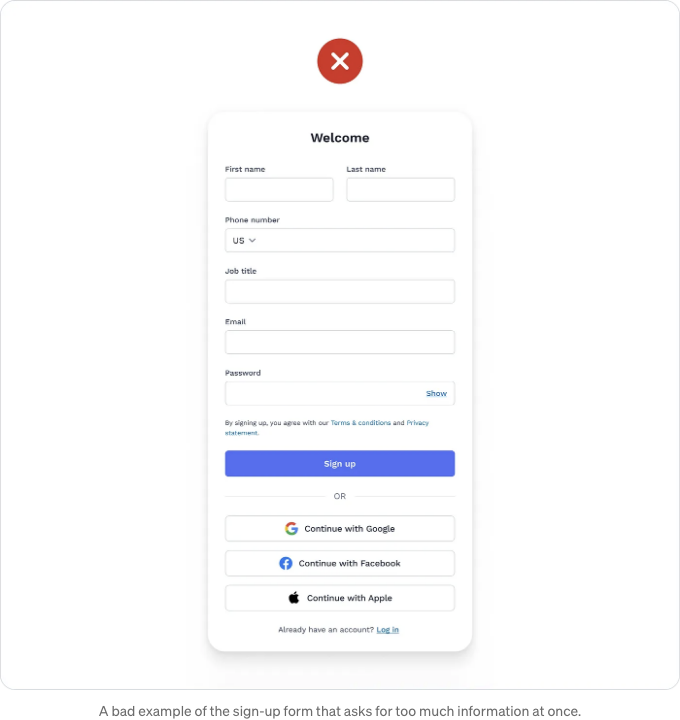 Welcome
First name
Last name
Phone number
US
Job title
Email
Password
Show
By signing up, you agree with our Terms & conditions and Privacy
statement.
Sign up
OR
Continue with Google
Continue with Facebook
Continue with Apple
Already have an account? Log in
A bad example of the sign-up form that asks for too much information at once.